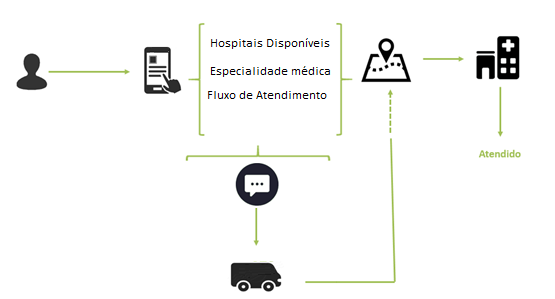 Hospitais Disponíveis
Especialidade médica
Fluxo de Atendimento
Atendido